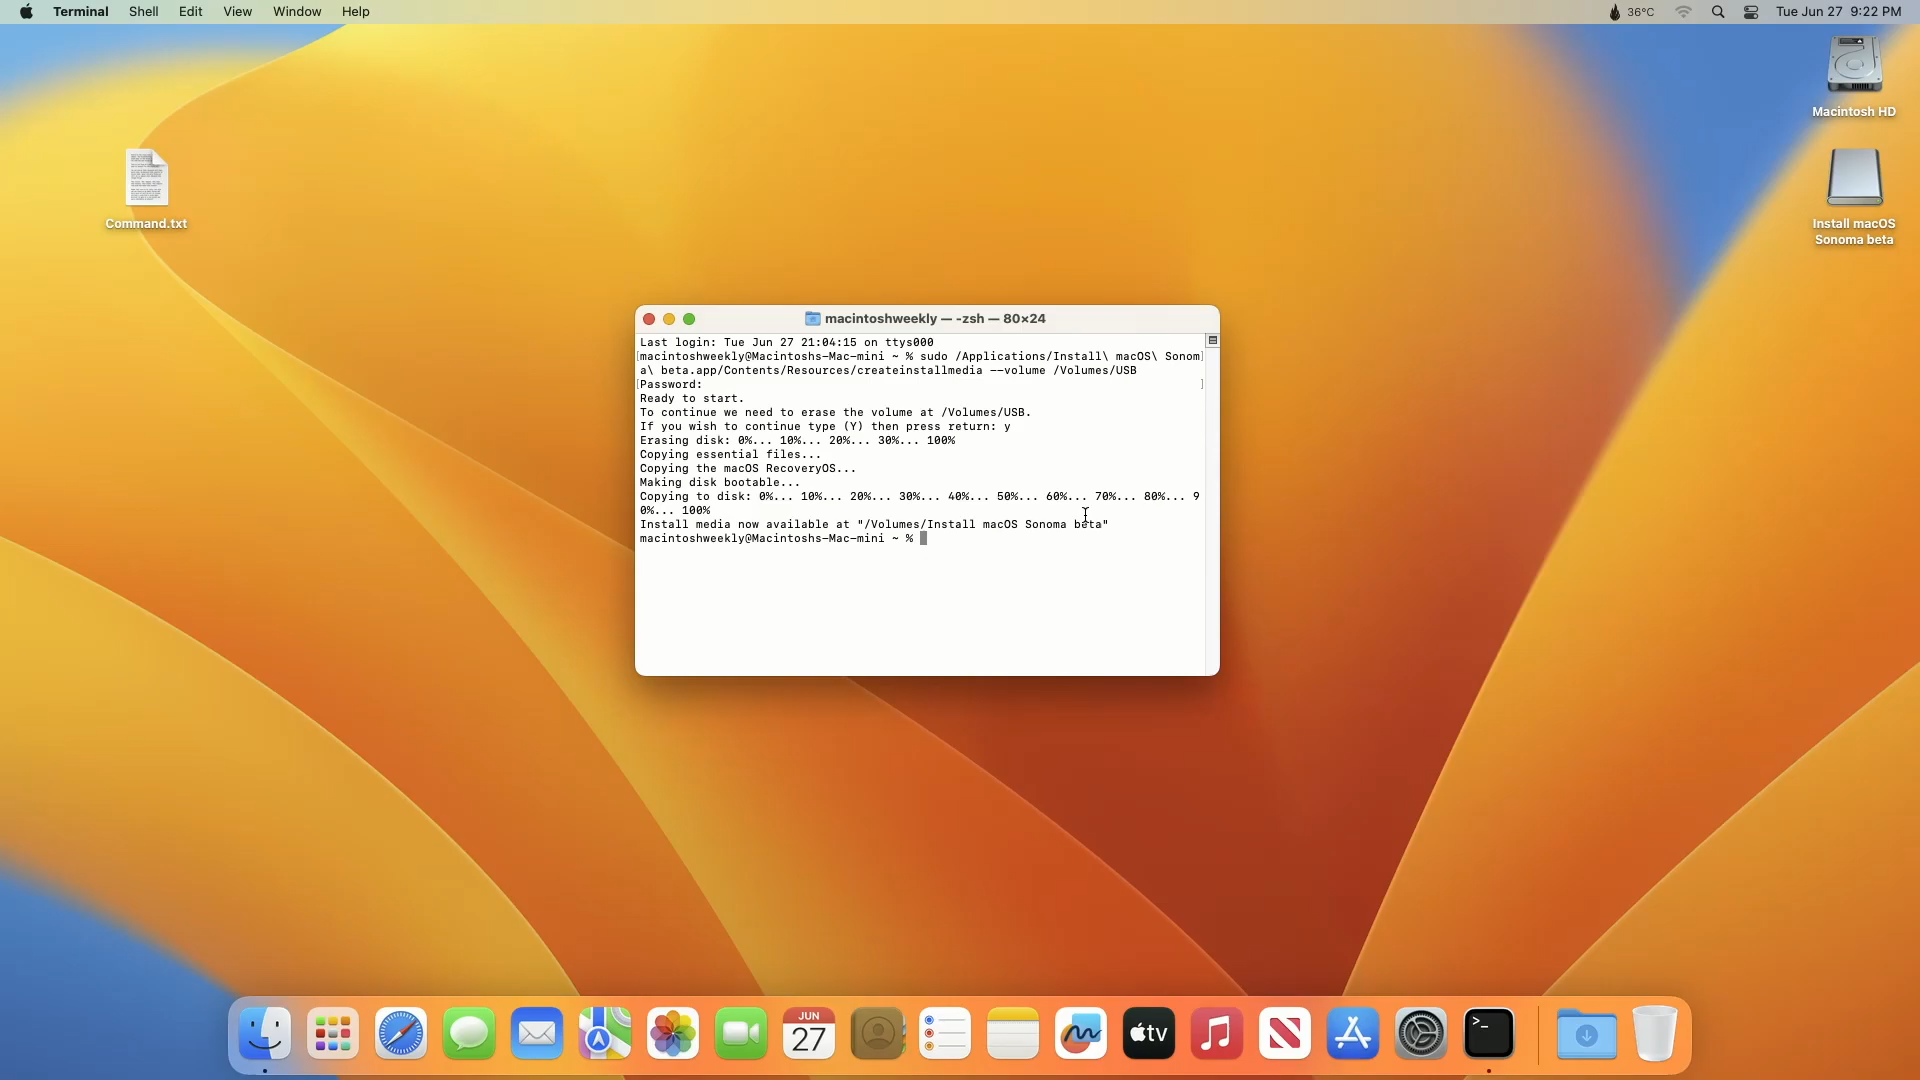 Terminal Shell Edit View Window Help
36°C Tue Jun 27 9:22 PM
Macintosh HD
Command.txt
Install macOS
Sonoma beta
macintoshweekly — -zsh — 80×24
Last login: Tue Jun 27 21:04:15 on ttys000
[macintoshweekly@Macintoshs-Mac-mini ~ % sudo /Applications/Install\ macOS\ Sonom]
a\ beta.app/Contents/Resources/createinstallmedia --volume /Volumes/USB
[Password: ]
Ready to start.
To continue we need to erase the volume at /Volumes/USB.
If you wish to continue type (Y) then press return: y
Erasing disk: 0%... 10%... 20%... 30%... 100%
Copying essential files...
Copying the macOS RecoveryOS...
Making disk bootable...
Copying to disk: 0%... 10%... 20%... 30%... 40%... 50%... 60%... 70%... 80%... 9
0%... 100%
Install media now available at "/Volumes/Install macOS Sonoma beta"
macintoshweekly@Macintoshs-Mac-mini ~ %
JUN
27
tv
>_